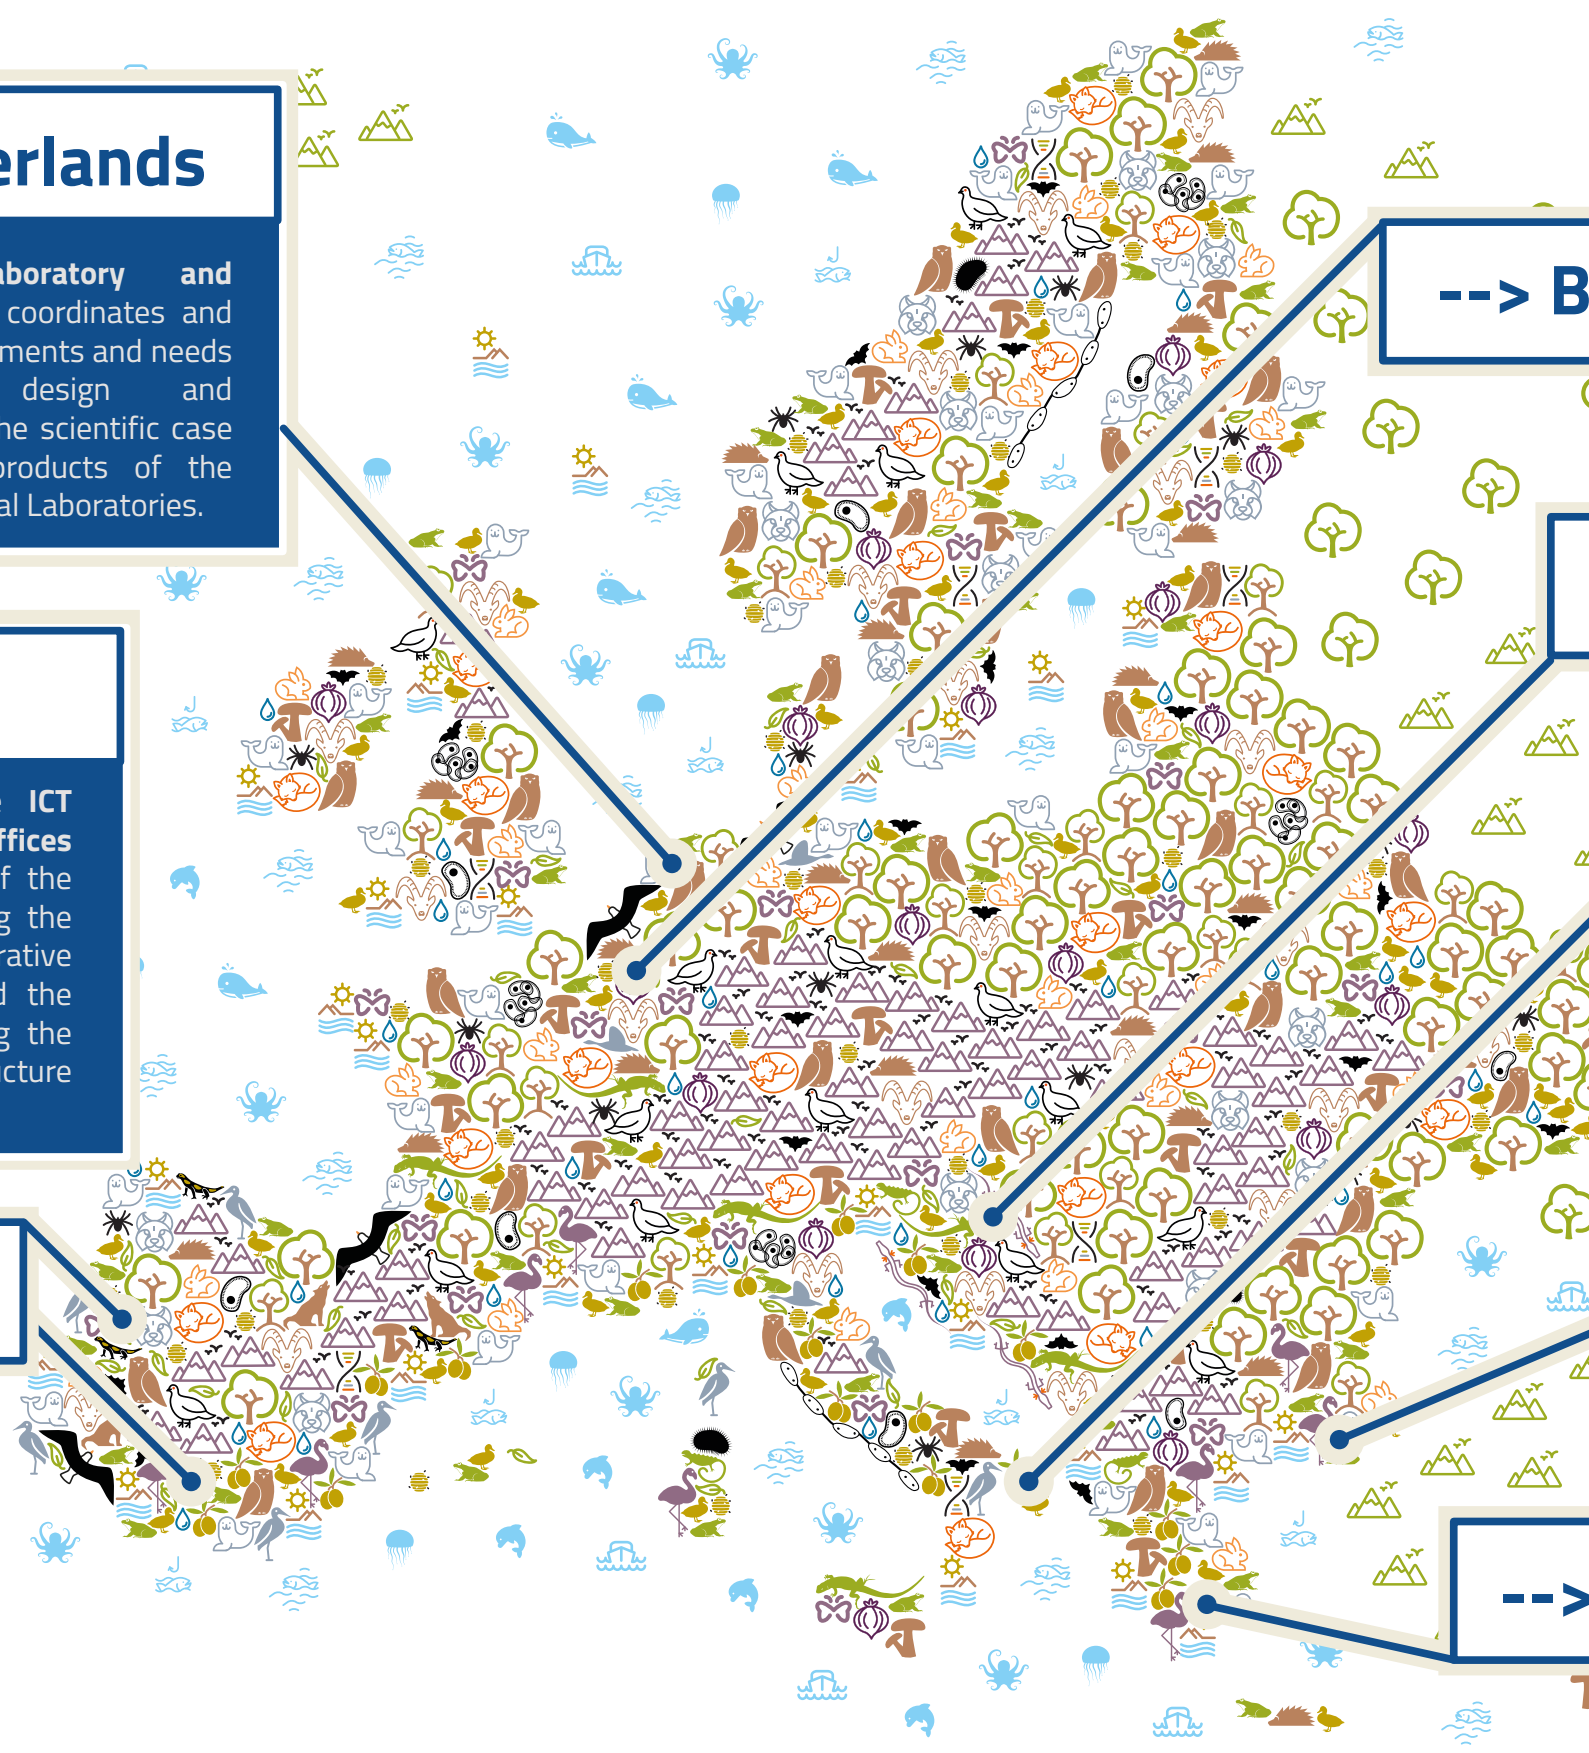 erlands
aboratory and
coordinates and
ments and needs
design and
he scientific case
products of the
al Laboratories.
--> B
e ICT
ffices
f the
g the
rative
d the
g the
ucture
-->